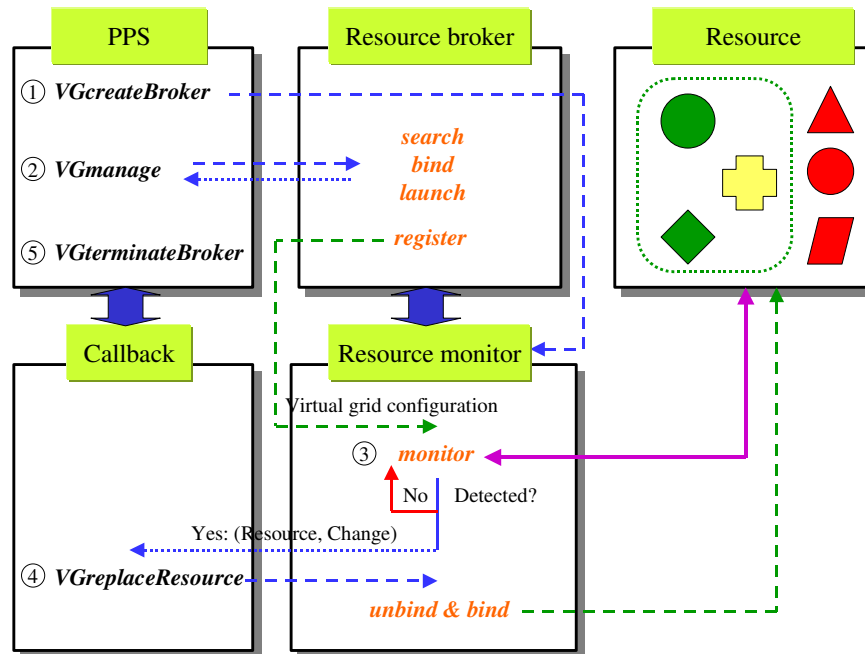 PPS
Resource broker
Resource
① VGcreateBroker
search
② VGmanage
bind
launch
register
⑤ VGterminateBroker
Callback
Resource monitor
Virtual grid configuration
③ monitor
No
Detected?
Yes: (Resource, Change)
④ VGreplaceResource
unbind & bind